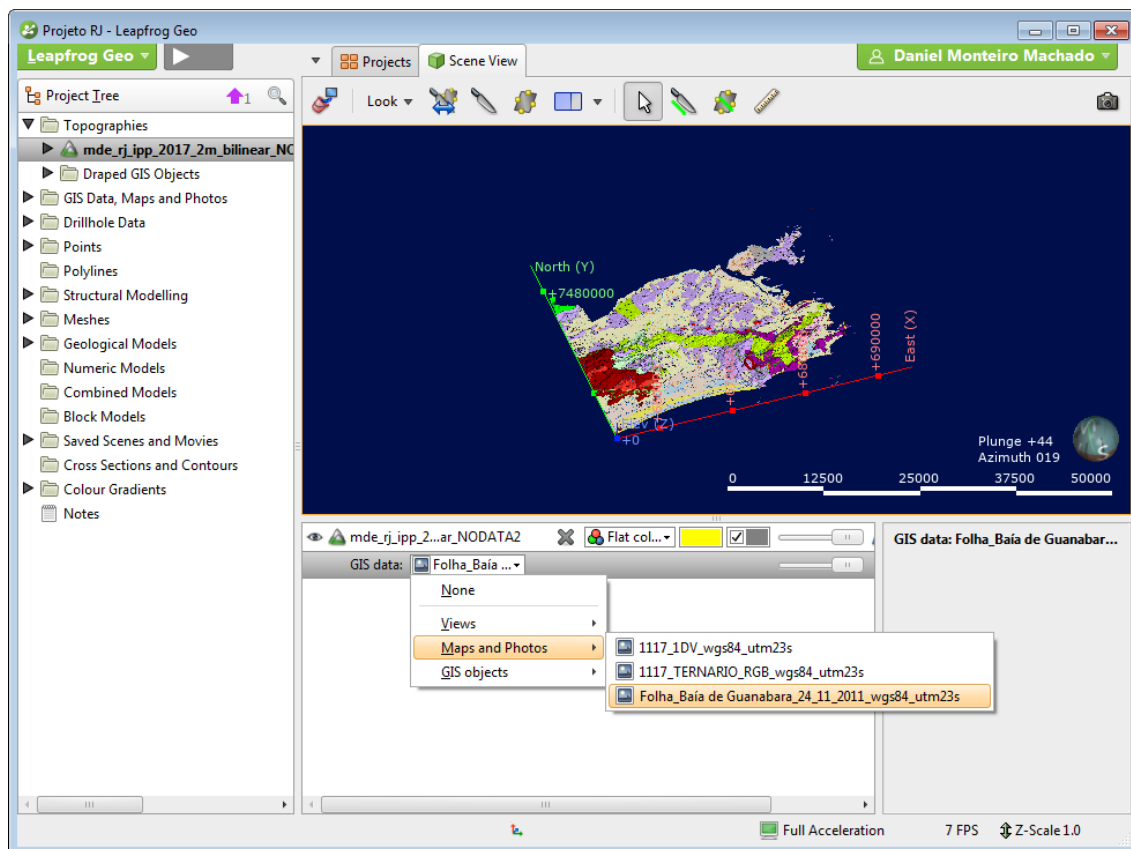 Projeto RJ - Leapfrog Geo
Leapfrog Geo
Projects
Scene View
Daniel Monteiro Machado
Project Tree
1
Look
Topographies
mde_rj_ipp_2017_2m_bilinear_NO
Draped GIS Objects
GIS Data, Maps and Photos
Drillhole Data
Points
Polylines
Structural Modelling
Meshes
Geological Models
Numeric Models
Combined Models
Block Models
Saved Scenes and Movies
Cross Sections and Contours
Colour Gradients
Notes
North (Y)
+7480000
+690000
East (X)
(Z)
+0
Plunge +44
Azimuth 019
0 12500 25000 37500 50000
mde_rj_ipp_2...ar_NODATA2
Flat col...
GIS data: Folha_Baía ...
GIS data: Folha_Baía de Guanabar...
None
Views
Maps and Photos
GIS objects
1117_1DV_wgs84_utm23s
1117_TERNARIO_RGB_wgs84_utm23s
Folha_Baía de Guanabara_24_11_2011_wgs84_utm23s
Full Acceleration
7 FPS
Z-Scale 1.0